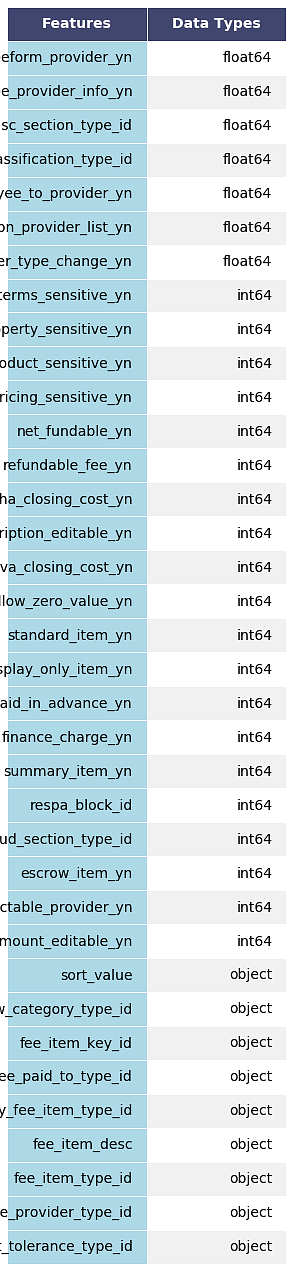 Features Data Types
eform_provider_yn float64
e_provider_info_yn float64
sc_section_type_id float64
assification_type_id float64
yee_to_provider_yn float64
on_provider_list_yn float64
er_type_change_yn float64
terms_sensitive_yn int64
perty_sensitive_yn int64
oduct_sensitive_yn int64
ricing_sensitive_yn int64
net_fundable_yn int64
refundable_fee_yn int64
ha_closing_cost_yn int64
ription_editable_yn int64
va_closing_cost_yn int64
llow_zero_value_yn int64
standard_item_yn int64
splay_only_item_yn int64
aid_in_advance_yn int64
finance_charge_yn int64
summary_item_yn int64
respa_block_id int64
ud_section_type_id int64
escrow_item_yn int64
ctable_provider_yn int64
mount_editable_yn int64
sort_value object
w_category_type_id object
fee_item_key_id object
ee_paid_to_type_id object
y_fee_item_type_id object
fee_item_desc object
fee_item_type_id object
e_provider_type_id object
t_tolerance_type_id object